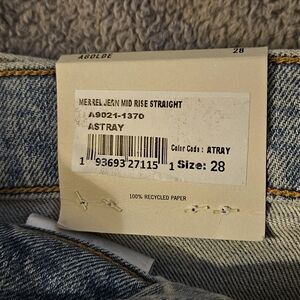 AGOLDE
28
MERREL JEAN MID RISE STRAIGHT
A9021-1370
ASTRAY
Color Code : ATRAY
1 93693 27115 1 Size: 28
100% RECYCLED PAPER